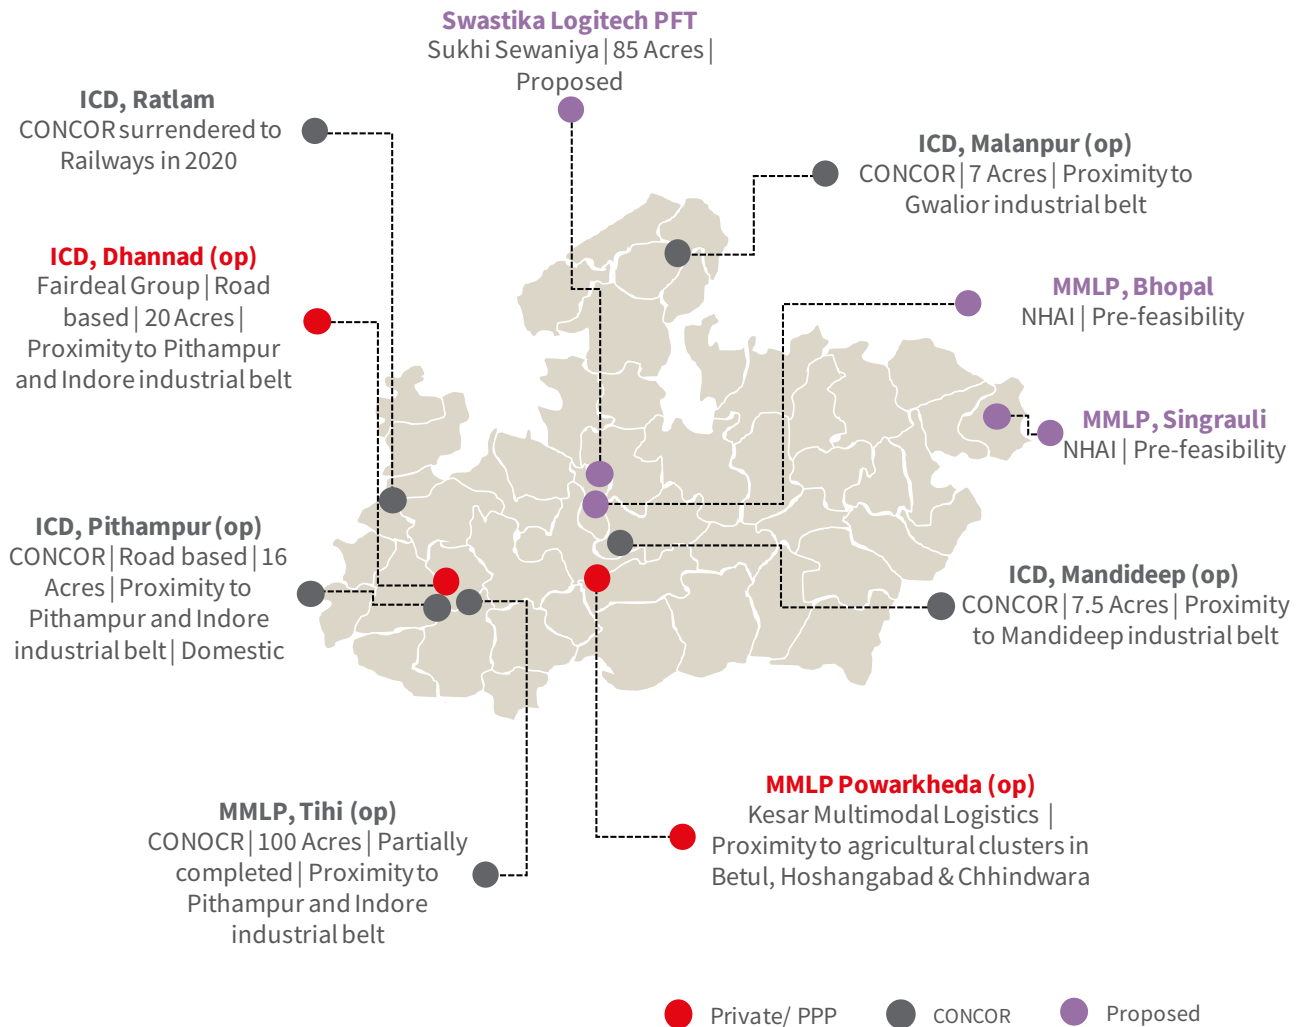 Swastika Logitech PFT
Sukhi Sewaniya | 85 Acres |
Proposed
ICD, Ratlam
CONCOR surrendered to
Railways in 2020
ICD, Malanpur (op)
CONCOR | 7 Acres | Proximity to
Gwalior industrial belt
ICD, Dhannad (op)
Fairdeal Group | Road
based | 20 Acres |
Proximity to Pithampur
and Indore industrial belt
MMLP, Bhopal
NHAI | Pre-feasibility
MMLP, Singrauli
NHAI | Pre-feasibility
ICD, Pithampur (op)
CONCOR | Road based | 16
Acres | Proximity to
Pithampur and Indore
industrial belt | Domestic
ICD, Mandideep (op)
CONCOR | 7.5 Acres | Proximity
to Mandideep industrial belt
MMLP, Tihi (op)
CONOCR | 100 Acres | Partially
completed | Proximity to
Pithampur and Indore
industrial belt
MMLP Powarkheda (op)
Kesar Multimodal Logistics |
Proximity to agricultural clusters in
Betul, Hoshangabad & Chhindwara
Private/ PPP
CONCOR
Proposed